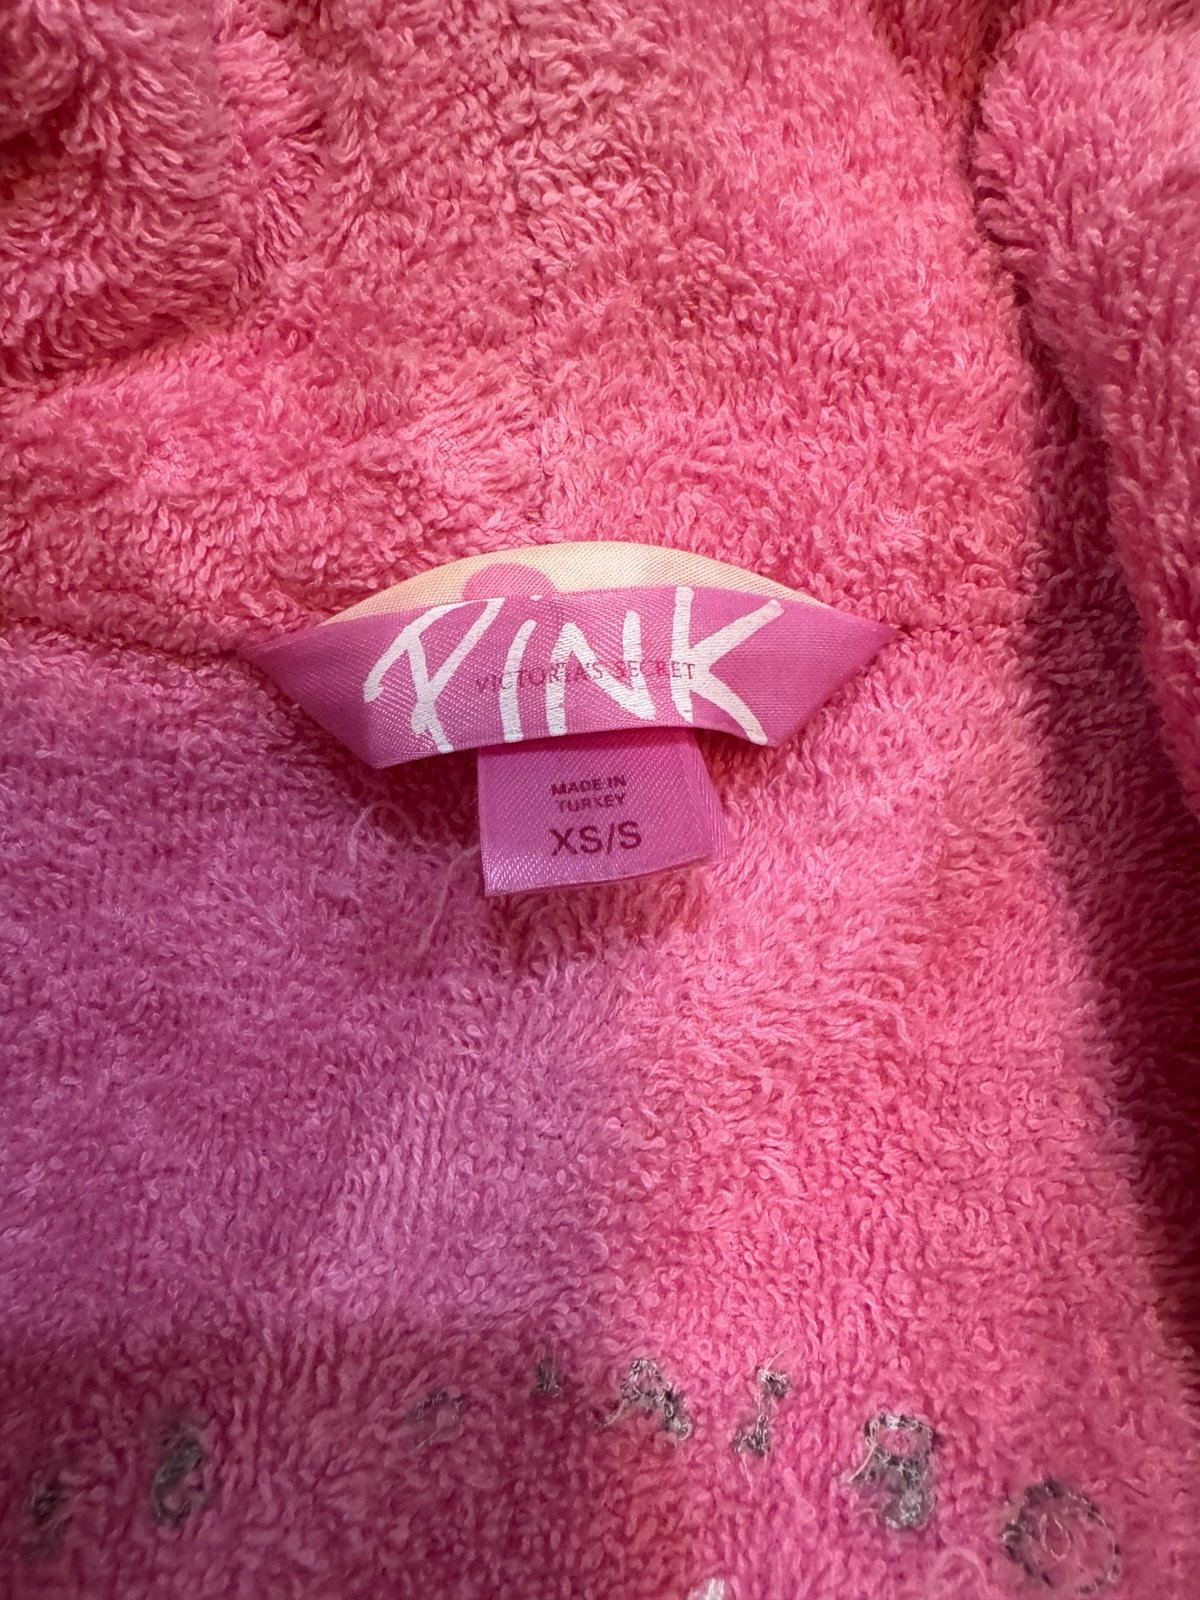 PINK
VICTORIA'S SECRET
MADE IN
TURKEY
XS/S